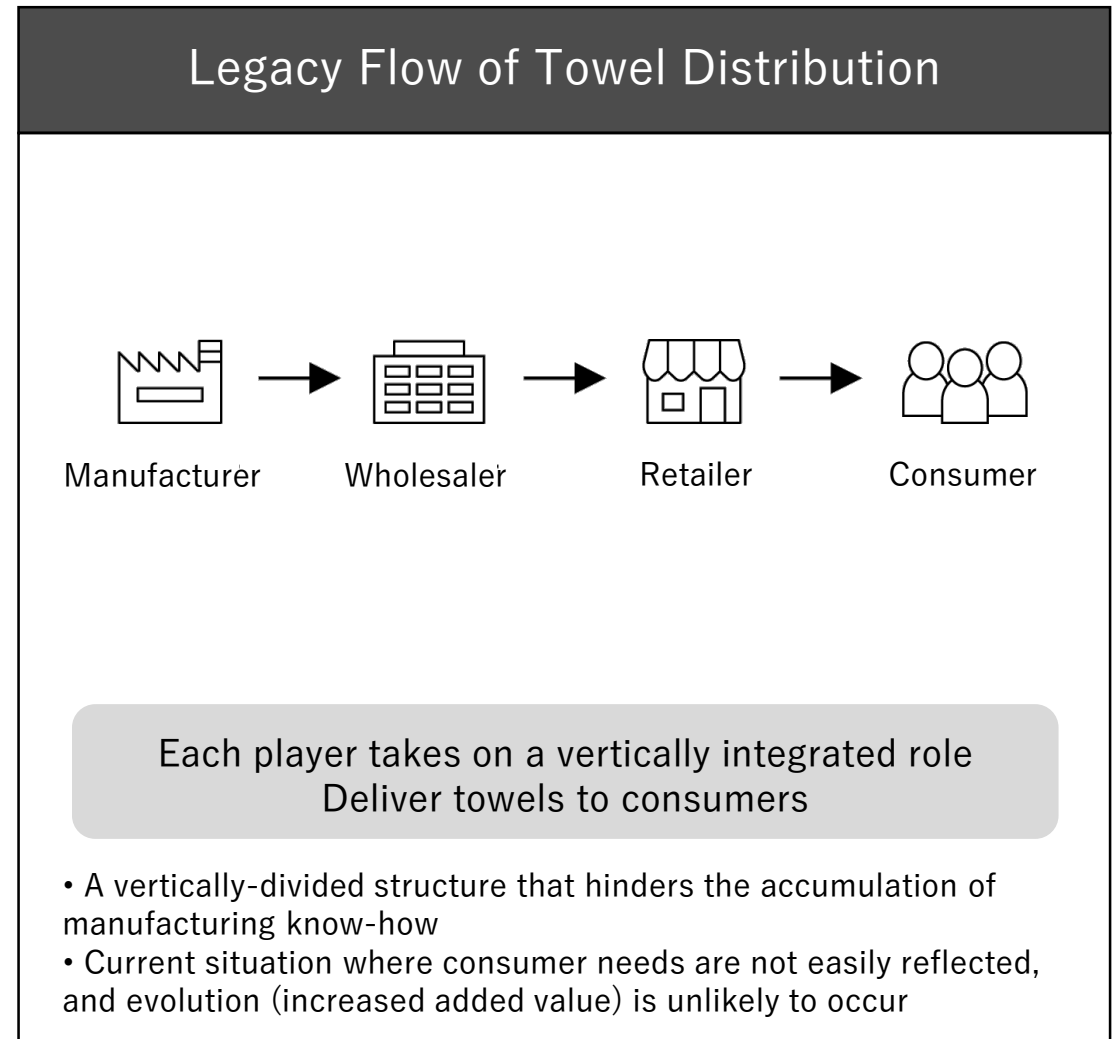 Legacy Flow of Towel Distribution
Manufacturer
Wholesaler
Retailer
Consumer
Each player takes on a vertically integrated role
Deliver towels to consumers
• A vertically-divided structure that hinders the accumulation of
manufacturing know-how
• Current situation where consumer needs are not easily reflected,
and evolution (increased added value) is unlikely to occur